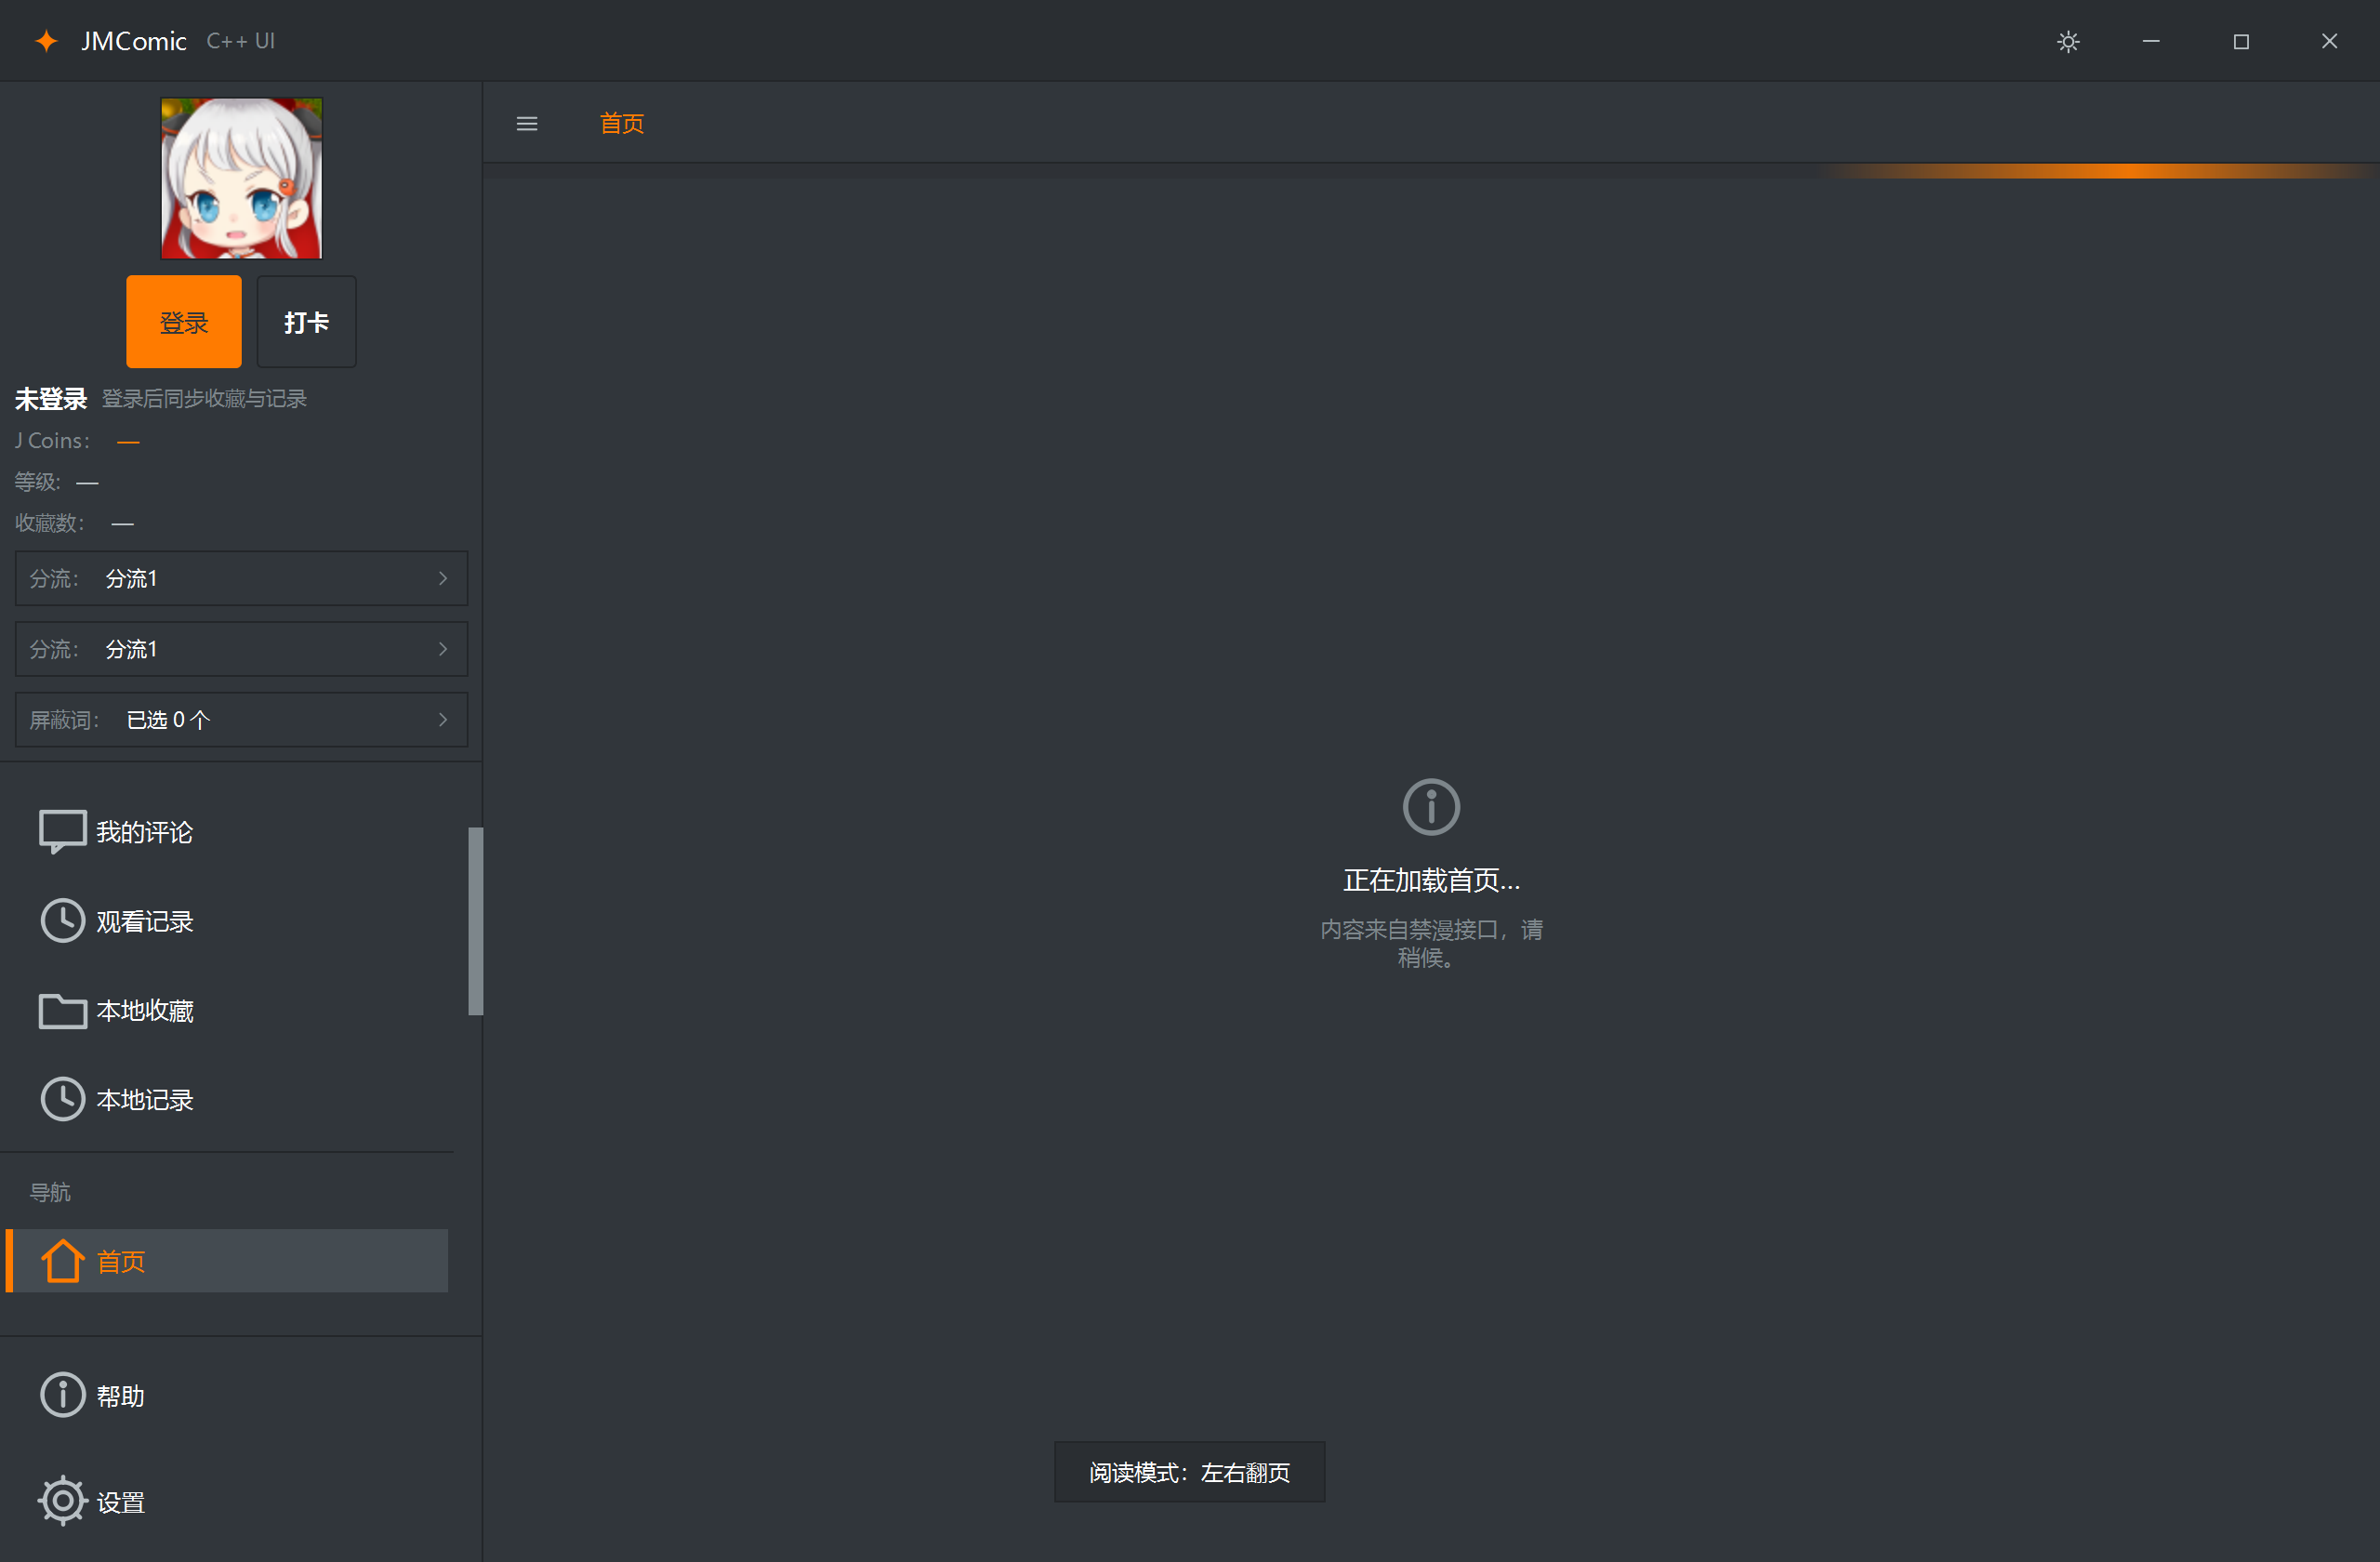 JMComic C++ UI
首页
登录
打卡
未登录 登录后同步收藏与记录
J Coins: —
等级: —
收藏数: —
分流: 分流1
分流: 分流1
屏蔽词: 已选 0 个
我的评论
观看记录
本地收藏
本地记录
导航
首页
帮助
设置
正在加载首页...
内容来自禁漫接口，请
稍候。
阅读模式：左右翻页